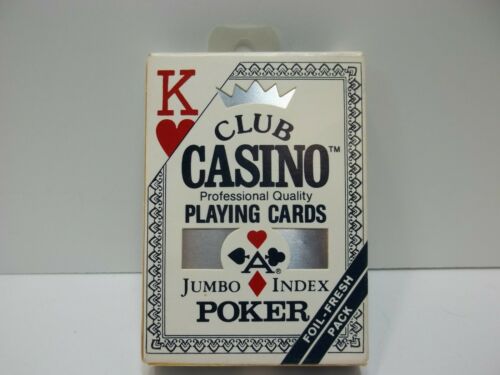 K
CLUB
CASINO™
Professional Quality
PLAYING CARDS
A®
JUMBO INDEX
POKER
FOIL-FRESH
PACK